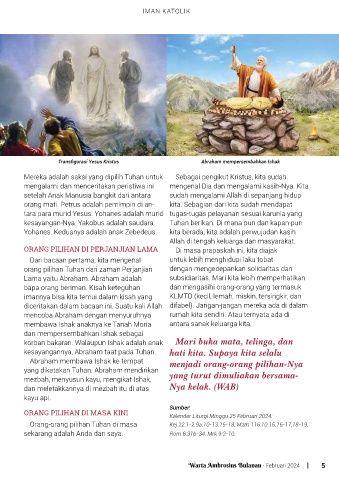 IMAN KATOLIK
Transfigurasi Yesus Kristus
Abraham mempersembahkan Ishak
Mereka adalah saksi yang dipilih Tuhan untuk
mengalami dan menceritakan peristiwa ini
setelah Anak Manusia bangkit dari antara
orang mati. Petrus adalah pemimpin di an-
tara para murid Yesus. Yohanes adalah murid
kesayangan-Nya. Yakobus adalah saudara
Yohanes. Keduanya adalah anak Zebedeus.
ORANG PILIHAN DI PERJANJIAN LAMA
Dari bacaan pertama, kita mengenal
orang pilihan Tuhan dari zaman Perjanjian
Lama yaitu Abraham. Abraham adalah
bapa orang beriman. Kisah keteguhan
imannya bisa kita temui dalam kisah yang
diceritakan dalam bacaan ini. Suatu kali Allah
mencoba Abraham dengan menyuruhnya
membawa Ishak anaknya ke Tanah Moria
dan mempersembahkan Ishak sebagai
korban bakaran. Walaupun Ishak adalah anak
kesayangannya, Abraham taat pada Tuhan.
Abraham membawa Ishak ke tempat
yang dikatakan Tuhan. Abraham mendirikan
mezbah, menyusun kayu, mengikat Ishak,
dan meletakkannya di mezbah itu di atas
kayu api.
ORANG PILIHAN DI MASA KINI
Orang-orang pilihan Tuhan di masa
sekarang adalah Anda dan saya.
Sebagai pengikut Kristus, kita sudah
mengenal Dia dan mengalami kasih-Nya. Kita
sudah mengalami Allah di sepanjang hidup
kita. Sebagian dari kita sudah mendapat
tugas-tugas pelayanan sesuai karunia yang
Tuhan berikan. Di mana pun dan kapan pun
kita berada, kita adalah perwujudan kasih
Allah di tengah keluarga dan masyarakat.
Di masa prapaskah ini, kita diajak
untuk lebih menghidupi laku tobat
dengan mengedepankan solidaritas dan
subsidiaritas. Mari kita lebih memperhatikan
dan mengasihi orang-orang yang termasuk
KLMTD (kecil, lemah, miskin, tersingkir, dan
difabel). Jangan-jangan mereka ada di dalam
rumah kita sendiri. Atau ternyata ada di
antara sanak keluarga kita.
Mari buka mata, telinga, dan
hati kita. Supaya kita selalu
menjadi orang-orang pilihan-Nya
yang turut dimuliakan bersama-
Nya kelak. (WAB)
Sumber:
Kalender Liturgi Minggu 25 Februari 2024.
Kej 22:1-2.9a.10-13.15-18, Mzm 116:10.15.16-17.18-19,
Rom 8:31b-34, Mrk 9:2-10.
Warta Ambrosius Bulanan - Februari 2024 | 5